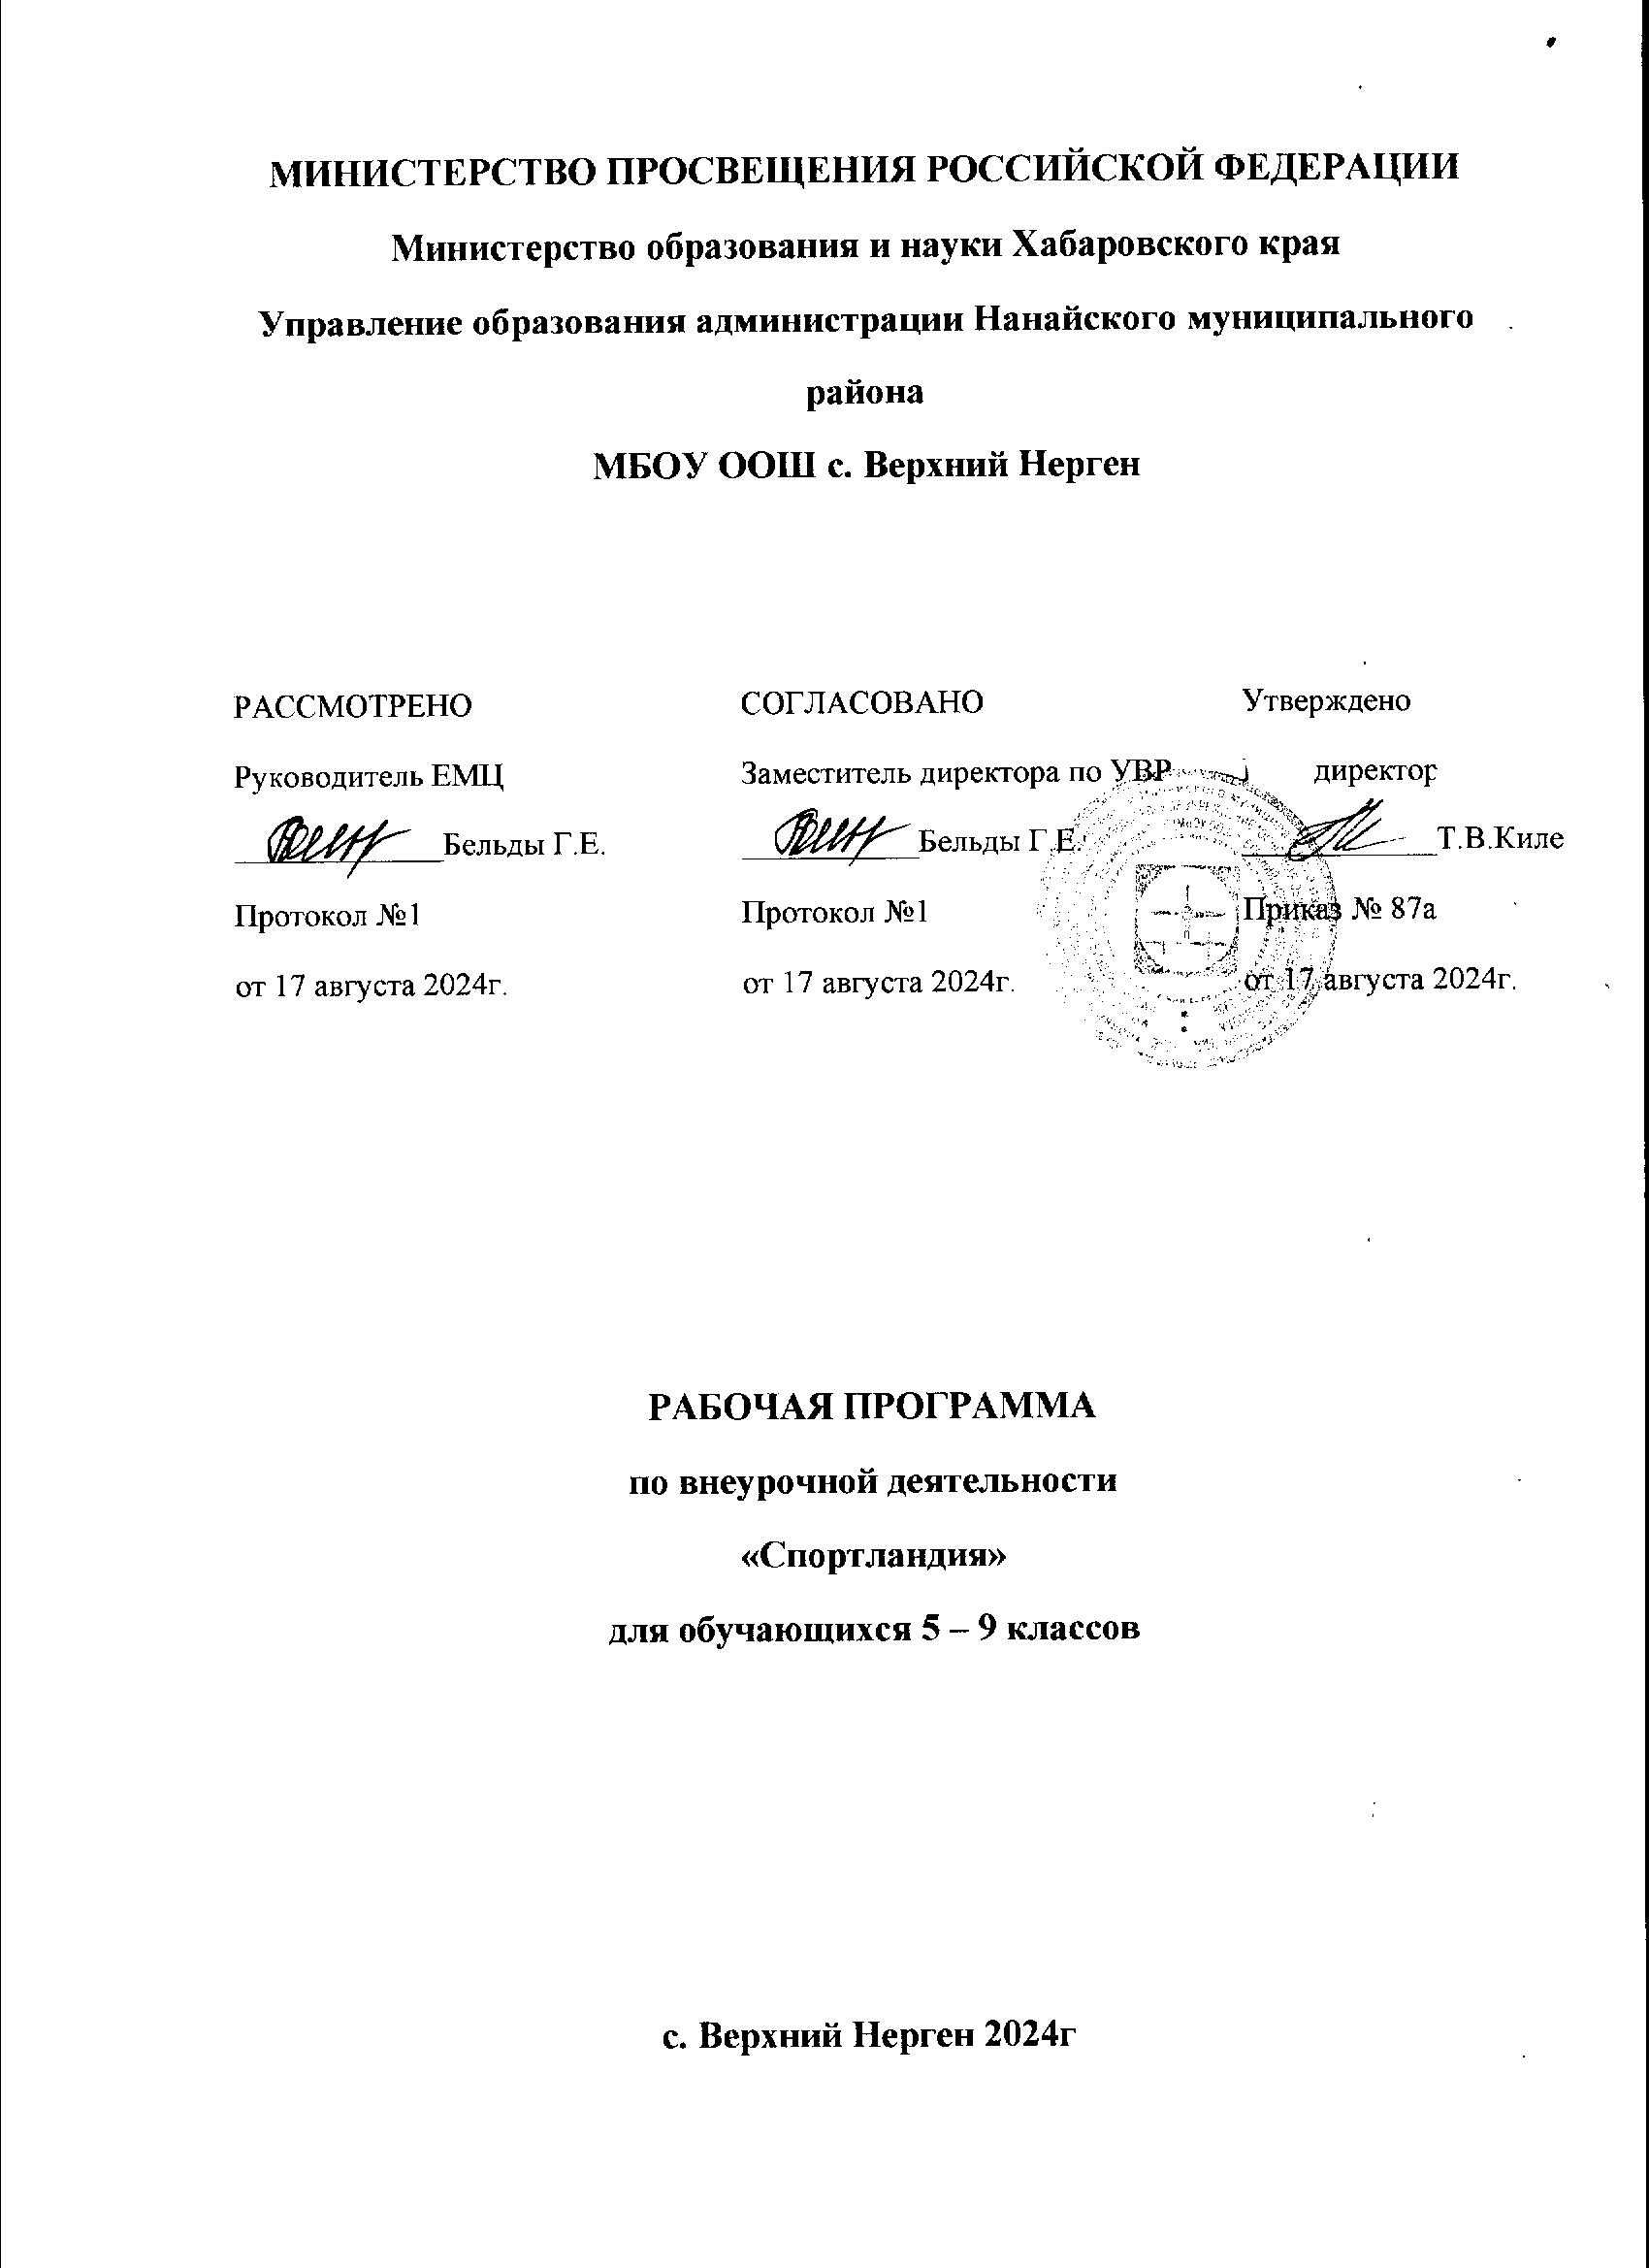 МИНИСТЕРСТВО ПРОСВЕЩЕНИЯ РОССИЙСКОЙ ФЕДЕРАЦИИ
Министерство образования и науки Хабаровского края
Управление образования администрации Нанайского муниципального
района
МБОУ ООШ с. Верхний Нерген
РАССМОТРЕНО
Руководитель ЕМЦ
Бельды Г.Е.
Протокол №1
от 17 августа 2024г.
СОГЛАСОВАНО
Заместитель директора по УВР
Бельды Г.Е.
Протокол №1
от 17 августа 2024г.
Утверждено
директор
Т.В.Киле
Приказ № 87а
от 17 августа 2024г.
РАБОЧАЯ ПРОГРАММА
по внеурочной деятельности
«Спортландия»
для обучающихся 5 – 9 классов
с. Верхний Нерген 2024г